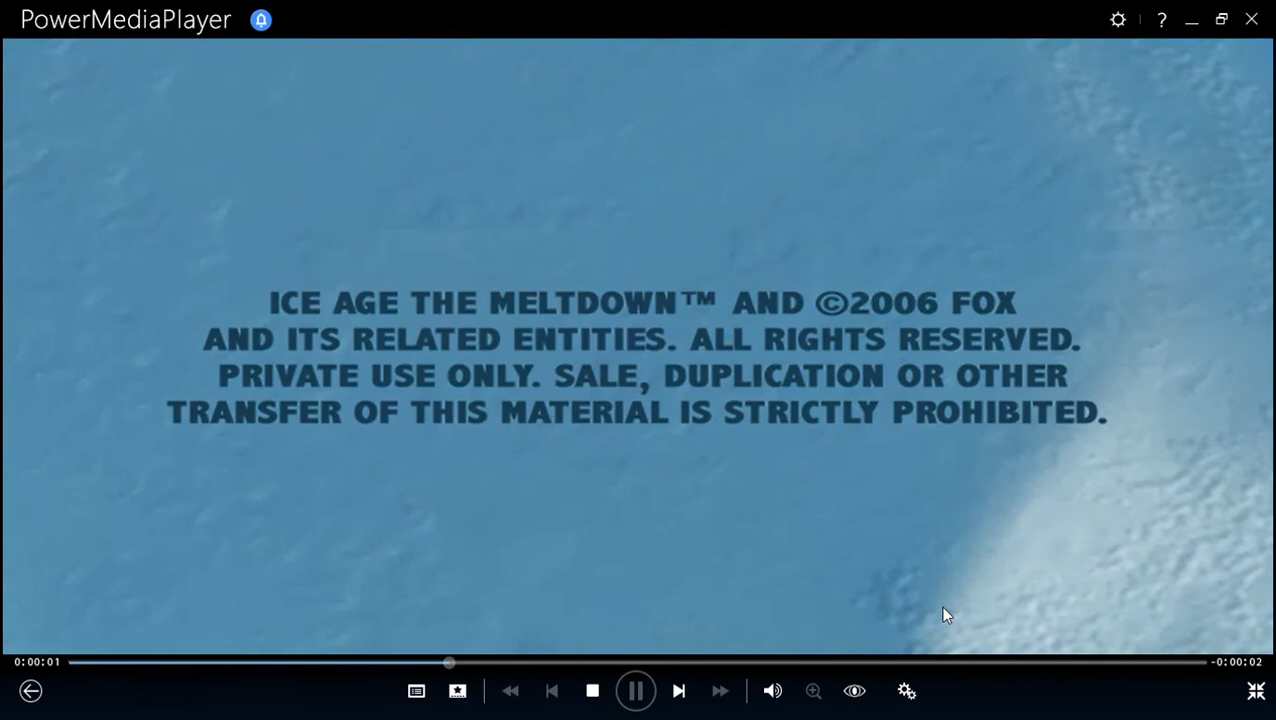 PowerMediaPlayer
?
ICE AGE THE MELTDOWN™ AND ©2006 FOX
AND ITS RELATED ENTITIES. ALL RIGHTS RESERVED.
PRIVATE USE ONLY. SALE, DUPLICATION OR OTHER
TRANSFER OF THIS MATERIAL IS STRICTLY PROHIBITED.
0:00:01 -0:00:02